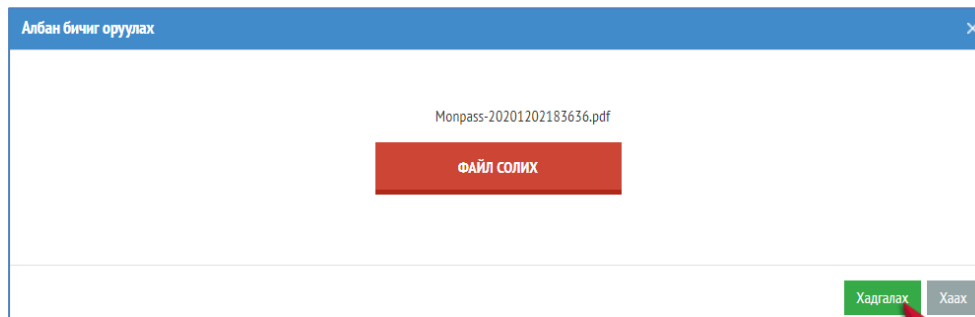 Албан бичиг оруулах
Monpass-20201202183636.pdf
ФАЙЛ СОЛИХ
Хадгалах Хаах